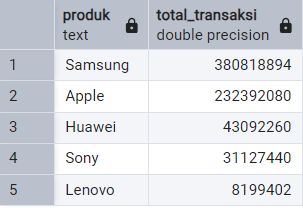 produk total_transaksi
text double precision
1 Samsung 380818894
2 Apple 232392080
3 Huawei 43092260
4 Sony 31127440
5 Lenovo 8199402